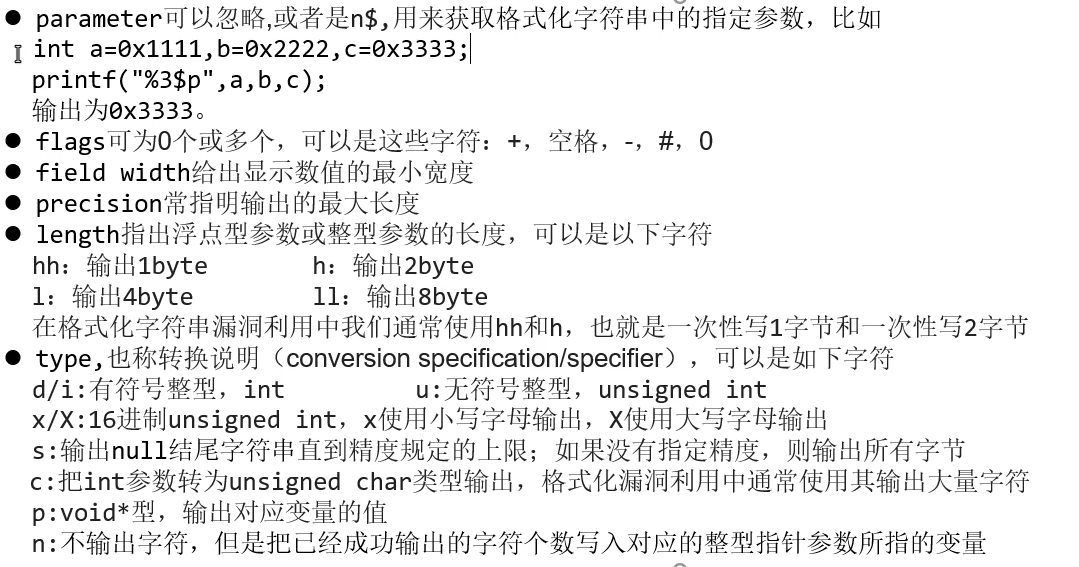 ● parameter可以忽略,或者是n$,用来获取格式化字符串中的指定参数，比如
int a=0x1111,b=0x2222,c=0x3333;
printf("%3$p",a,b,c);
输出为0x3333。
● flags可为0个或多个，可以是这些字符：+，空格，-，#，0
● field width给出显示数值的最小宽度
● precision常指明输出的最大长度
● length指出浮点型参数或整型参数的长度，可以是以下字符
hh：输出1byte h：输出2byte
l：输出4byte ll：输出8byte
在格式化字符串漏洞利用中我们通常使用hh和h，也就是一次性写1字节和一次性写2字节
● type,也称转换说明（conversion specification/specifier），可以是如下字符
d/i:有符号整型，int u:无符号整型，unsigned int
x/X:16进制unsigned int，x使用小写字母输出，X使用大写字母输出
s:输出null结尾字符串直到精度规定的上限；如果没有指定精度，则输出所有字节
c:把int参数转为unsigned char类型输出，格式化漏洞利用中通常使用其输出大量字符
p:void*型，输出对应变量的值
n:不输出字符，但是把已经成功输出的字符个数写入对应的整型指针参数所指的变量